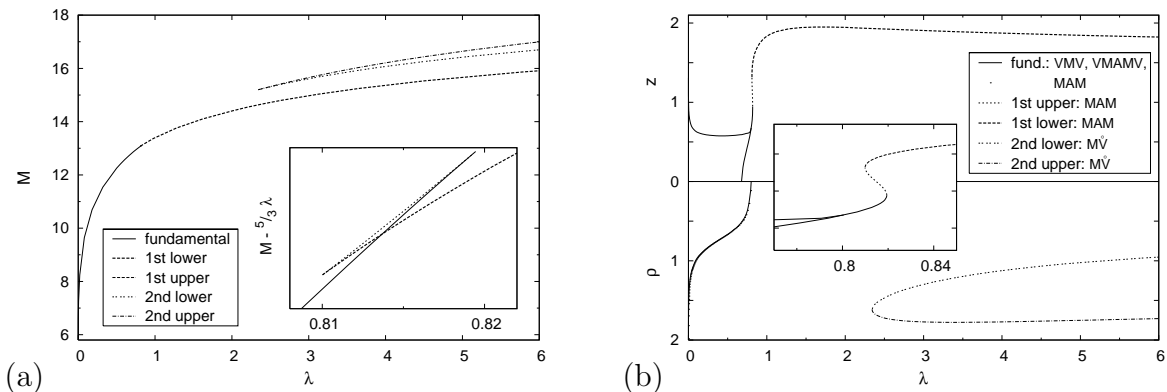 18
16
14
12
10
8
6
M
0
1
2
3
4
5
6
λ
fundamental
1st lower
1st upper
2nd lower
2nd upper
M - 5/3 λ
0.81
0.82
(a)
2
1
0
1
2
z
ρ
fund.: VMV, VMAMV,
MAM
1st upper: MAM
1st lower: MAM
2nd lower: MV̊
2nd upper: MV̊
0.8
0.84
0
1
2
3
4
5
6
λ
(b)